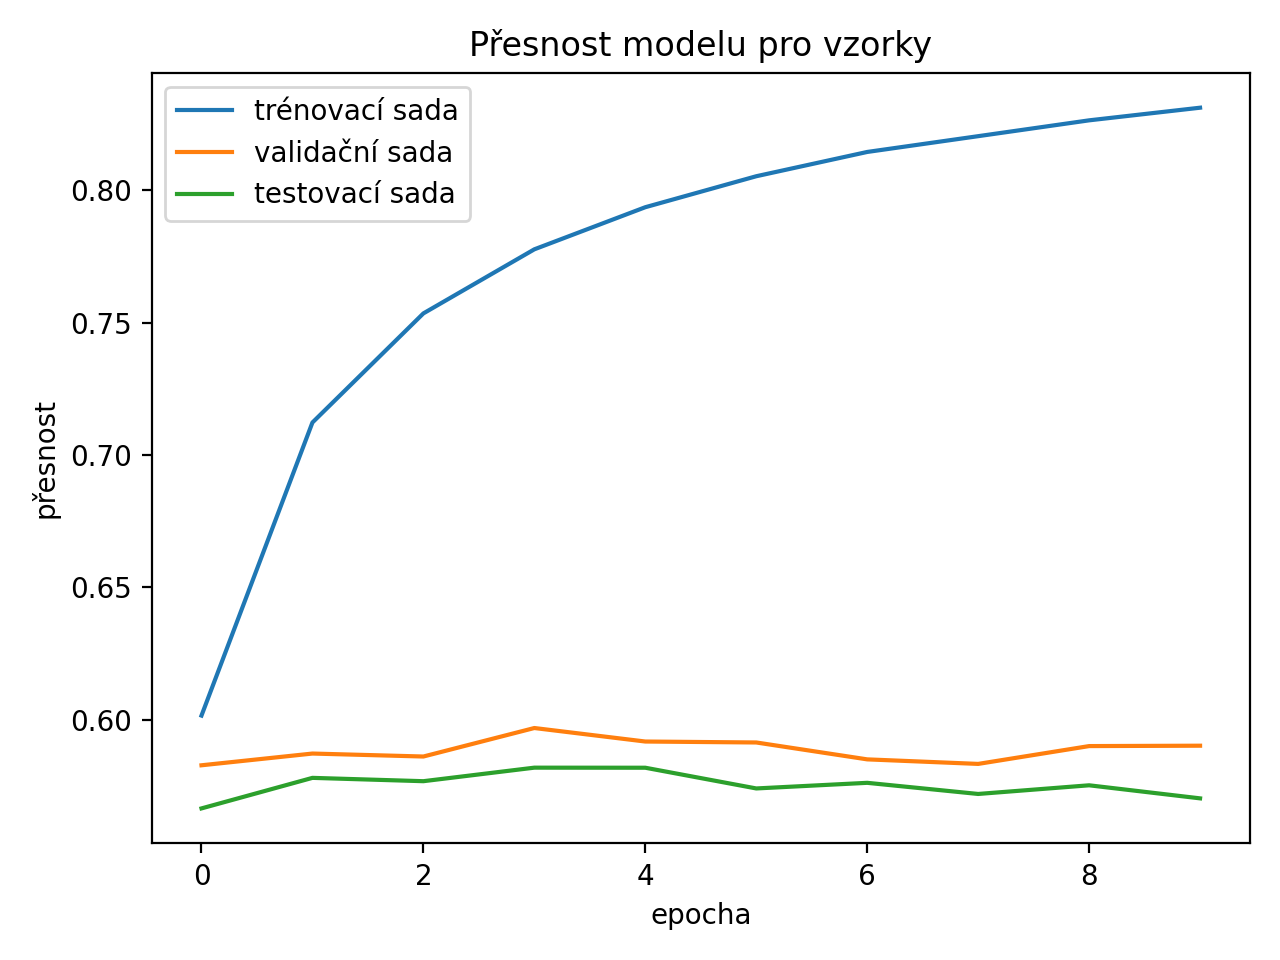 Přesnost modelu pro vzorky
trénovací sada
validační sada
testovací sada
0.80
0.75
0.70
0.65
0.60
přesnost
0 2 4 6 8
epocha